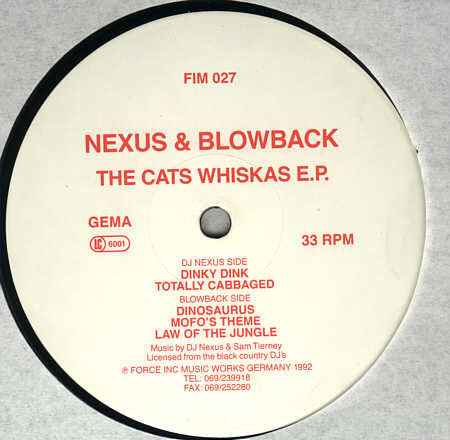 FIM 027
NEXUS & BLOWBACK
THE CATS WHISKAS E.P.
GEMA
LC 6001
33 RPM
DJ NEXUS SIDE
DINKY DINK
TOTALLY CABBAGED
BLOWBACK SIDE
DINOSAURUS
MOFO'S THEME
LAW OF THE JUNGLE
Music by DJ Nexus & Sam Tierney
Licensed from the black country DJ's
℗ FORCE INC MUSIC WORKS GERMANY 1992
TEL: 069/239918
FAX: 069/252280